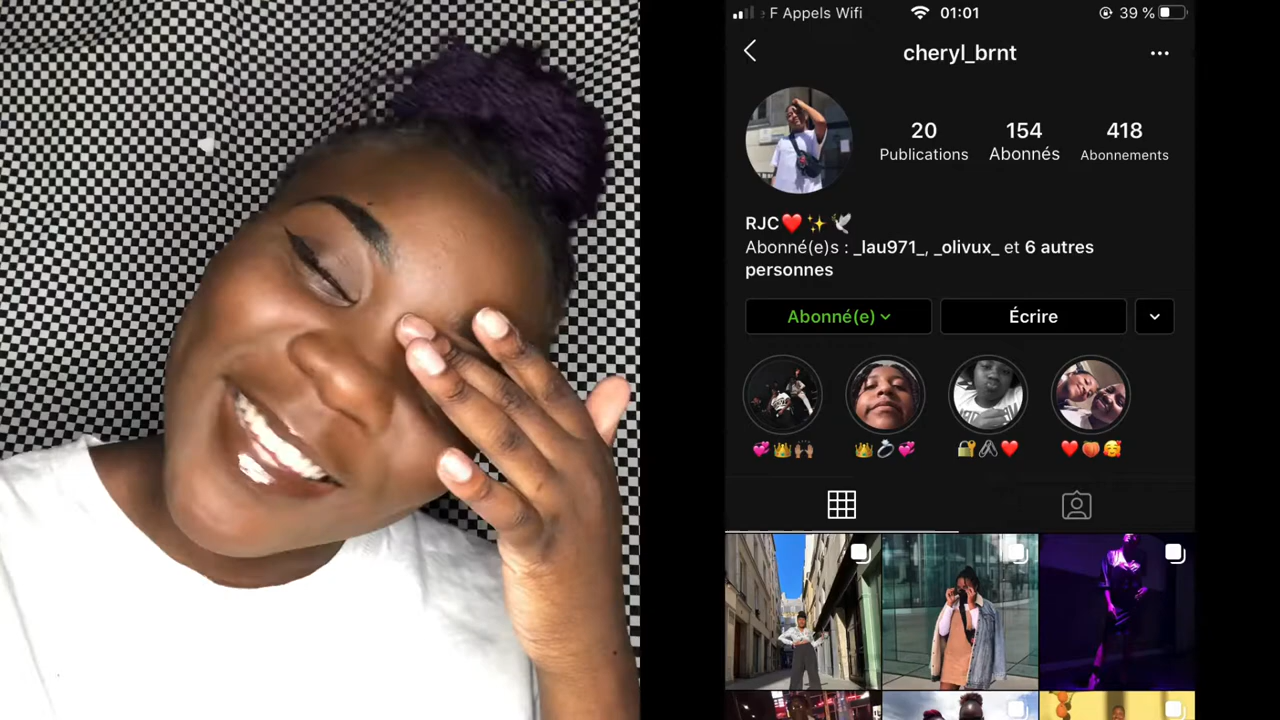 F Appels Wifi 01:01 39 %
cheryl_brnt
20 154 418
Publications Abonnés Abonnements
RJC❤️✨🕊️
Abonné(e)s : _lau971_, _olivux_ et 6 autres
personnes
Abonné(e) Écrire
💞👑🙌🏽 👑💍💞 🔐🖇❤️ ❤️🍑🥰